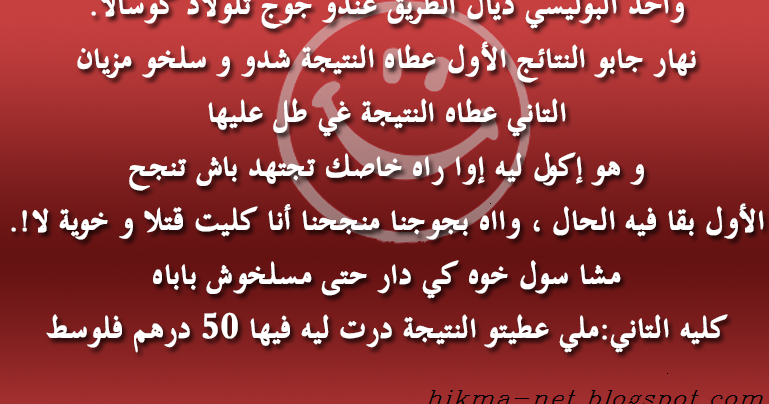 واحد البوليسي ديال الطريق عندو جوج تلولاد كوسالا.
نهار جابو النتائج الأول عطاه النتيجة شدو و سلخو مزيان
التاني عطاه النتيجة غي طل عليها
و هو إكول ليه إوا راه خاصك تجتهد باش تنجح
الأول بقا فيه الحال ، وااه بجوجنا منجحنا أنا كليت قتلا و خوية لا!.
مشا سول خوه كي دار حتى مسلخوش باباه
كليه التاني:ملي عطيتو النتيجة درت ليه فيها 50 درهم فلوسط
hikma-net.blogspot.com